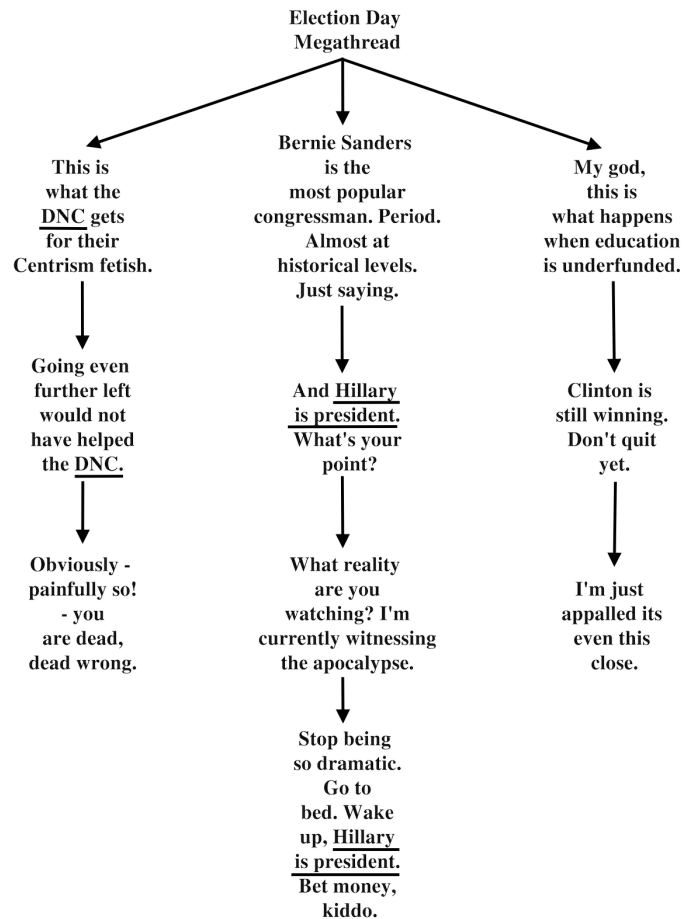 Election Day
Megathread
This is
what the
DNC gets
for their
Centrism fetish.
Going even
further left
would not
have helped
the DNC.
Obviously -
painfully so!
- you
are dead,
dead wrong.
Bernie Sanders
is the
most popular
congressman. Period.
Almost at
historical levels.
Just saying.
And Hillary
is president.
What's your
point?
What reality
are you
watching? I'm
currently witnessing
the apocalypse.
Stop being
so dramatic.
Go to
bed. Wake
up, Hillary
is president.
Bet money,
kiddo.
My god,
this is
what happens
when education
is underfunded.
Clinton is
still winning.
Don't quit
yet.
I'm just
appalled its
even this
close.